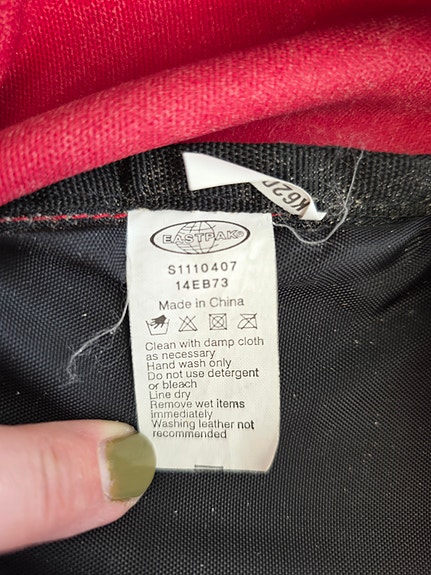 K62D
EASTPAK®
S1110407
14EB73
Made in China
Clean with damp cloth
as necessary
Hand wash only
Do not use detergent
or bleach
Line dry
Remove wet items
immediately
Washing leather not
recommended